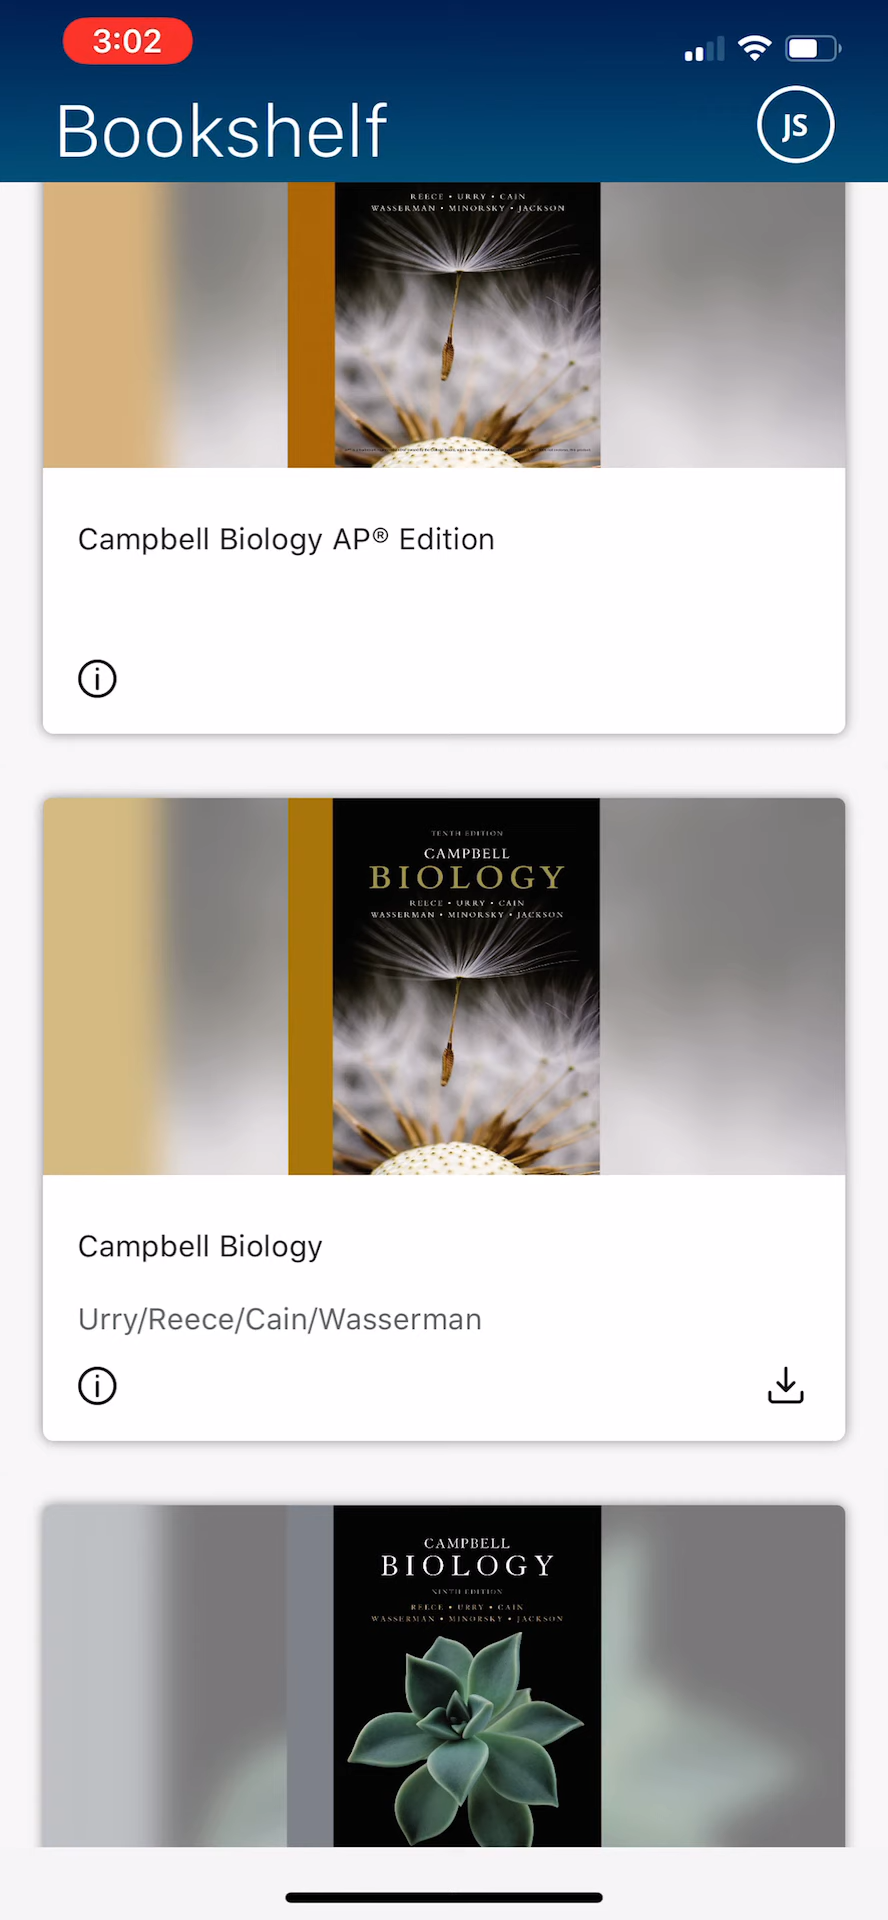 3:02
Bookshelf
JS
REECE • URRY • CAIN
WASSERMAN • MINORSKY • JACKSON
Campbell Biology AP® Edition
TENTH EDITION
CAMPBELL
BIOLOGY
REECE • URRY • CAIN
WASSERMAN • MINORSKY • JACKSON
Campbell Biology
Urry/Reece/Cain/Wasserman
CAMPBELL
BIOLOGY
NINTH EDITION
REECE • URRY • CAIN
WASSERMAN • MINORSKY • JACKSON